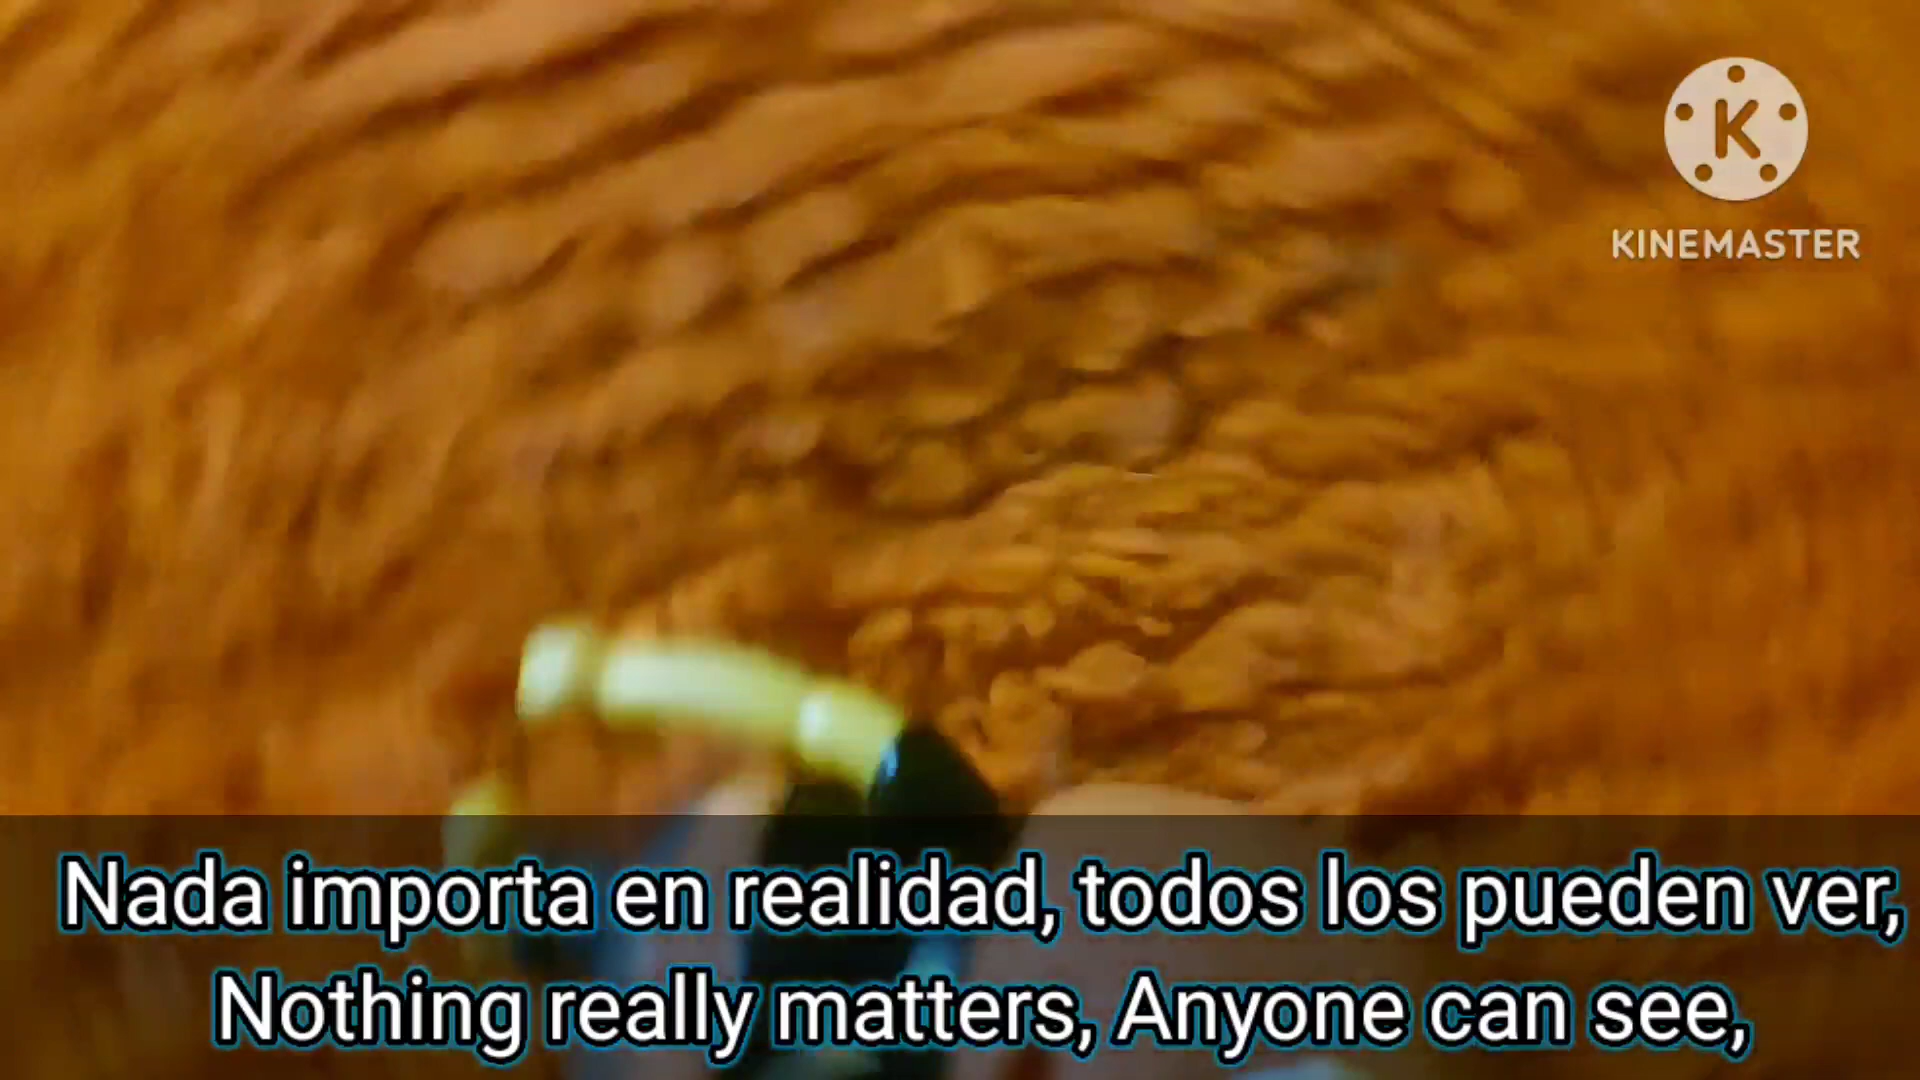 K
KINEMASTER
Nada importa en realidad, todos los pueden ver,
Nothing really matters, Anyone can see,